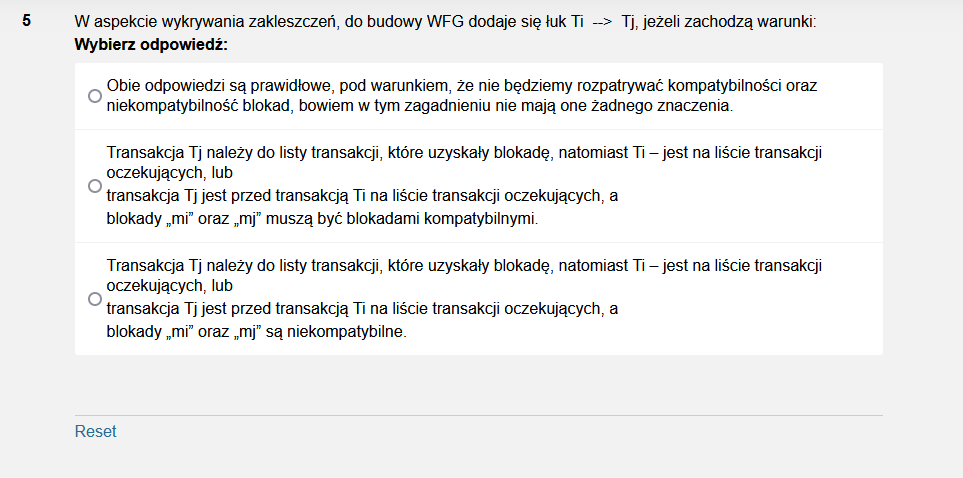 5 W aspekcie wykrywania zakleszczeń, do budowy WFG dodaje się łuk Ti --> Tj, jeżeli zachodzą warunki:
Wybierz odpowiedź:
Obie odpowiedzi są prawidłowe, pod warunkiem, że nie będziemy rozpatrywać kompatybilności oraz
niekompatybilność blokad, bowiem w tym zagadnieniu nie mają one żadnego znaczenia.
Transakcja Tj należy do listy transakcji, które uzyskały blokadę, natomiast Ti – jest na liście transakcji
oczekujących, lub
transakcja Tj jest przed transakcją Ti na liście transakcji oczekujących, a
blokady „mi” oraz „mj” muszą być blokadami kompatybilnymi.
Transakcja Tj należy do listy transakcji, które uzyskały blokadę, natomiast Ti – jest na liście transakcji
oczekujących, lub
transakcja Tj jest przed transakcją Ti na liście transakcji oczekujących, a
blokady „mi” oraz „mj” są niekompatybilne.
Reset